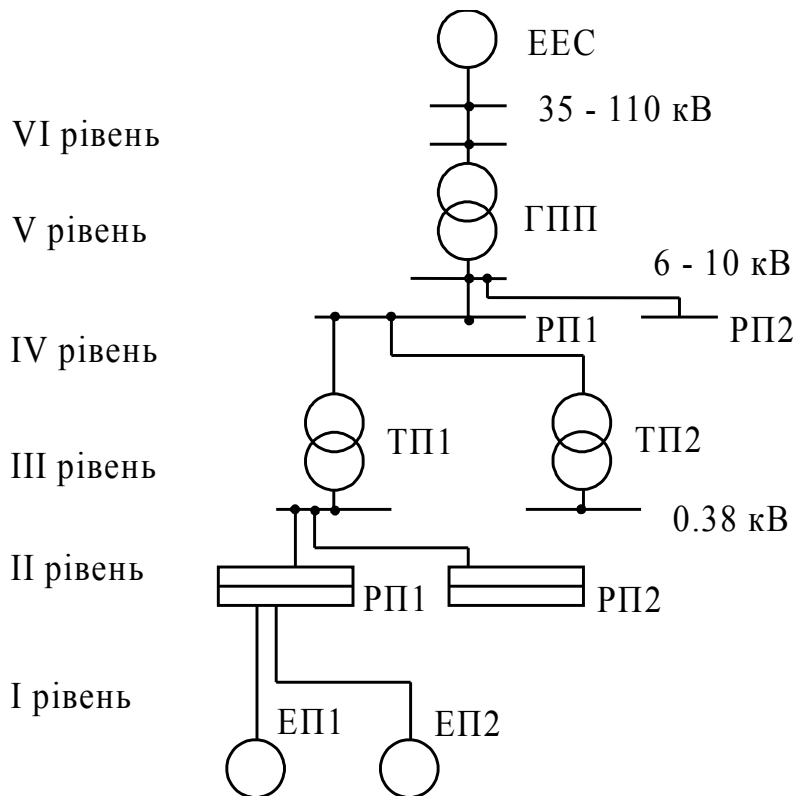 ЕЕС
35 - 110 кВ
VI рівень
ГПП
V рівень
6 - 10 кВ
РП1
РП2
IV рівень
ТП1
ТП2
III рівень
0.38 кВ
II рівень
РП1
РП2
I рівень
ЕП1
ЕП2